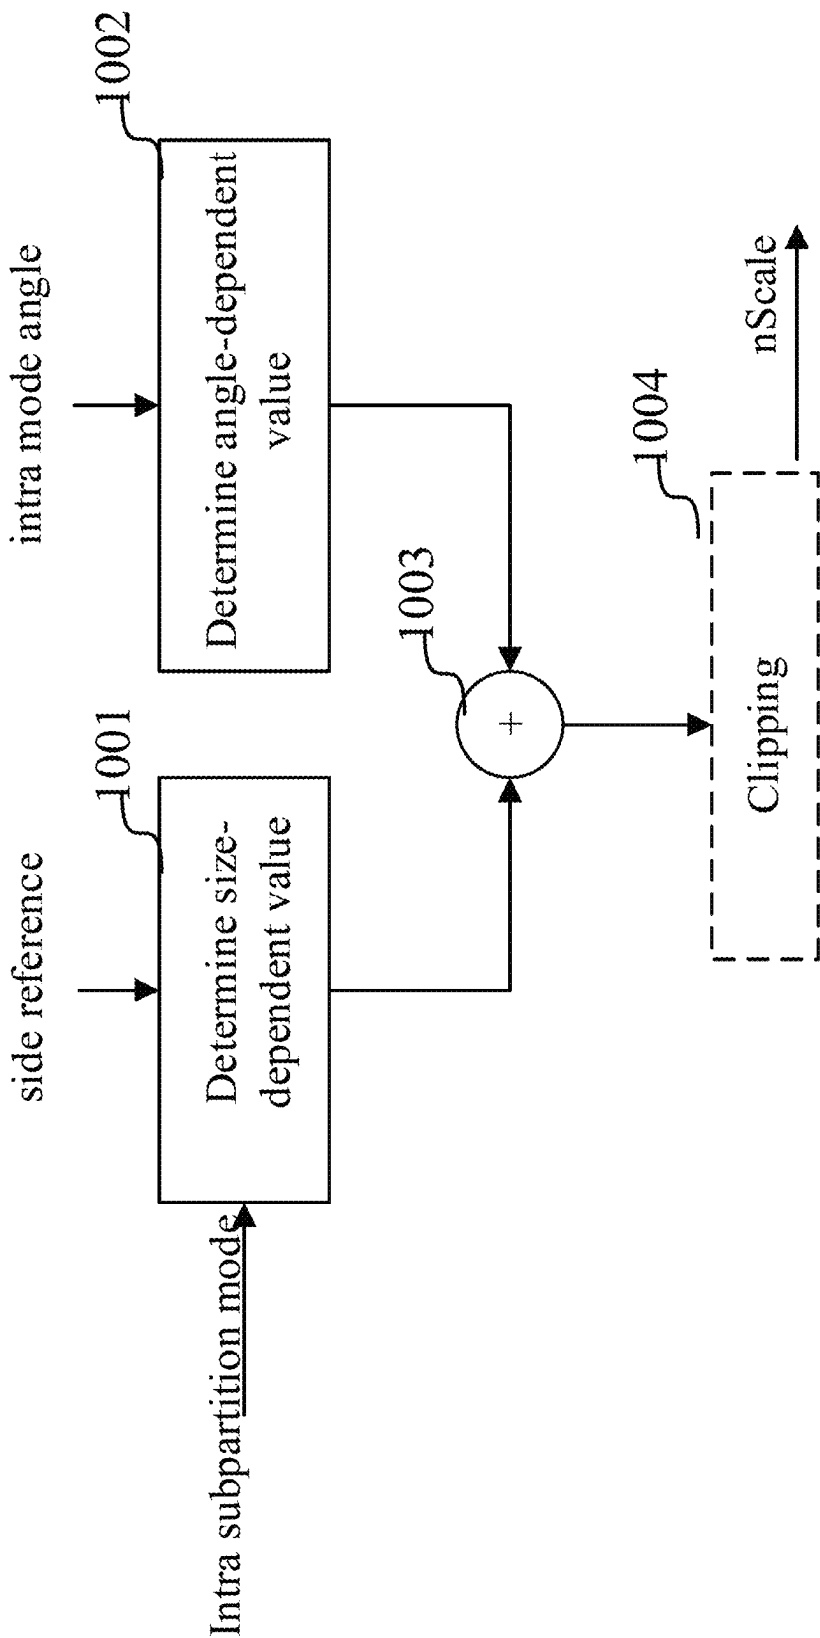 side reference
intra mode angle
1001
1002
Intra subpartition mode
Determine size-
dependent value
Determine angle-dependent
value
1003
+
1004
Clipping
nScale